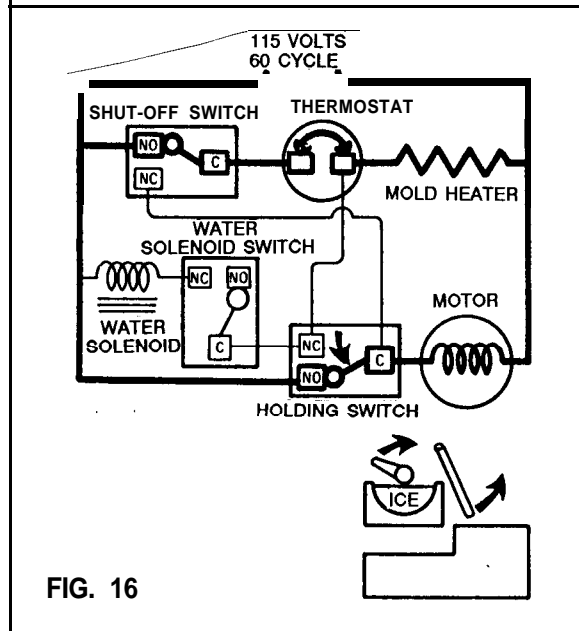 115 VOLTS
60 CYCLE
SHUT-OFF SWITCH
THERMOSTAT
NO
C
NC
MOLD HEATER
WATER
SOLENOID SWITCH
NC
NO
MOTOR
WATER
SOLENOID
C
NC
C
NO
HOLDING SWITCH
ICE
FIG. 16